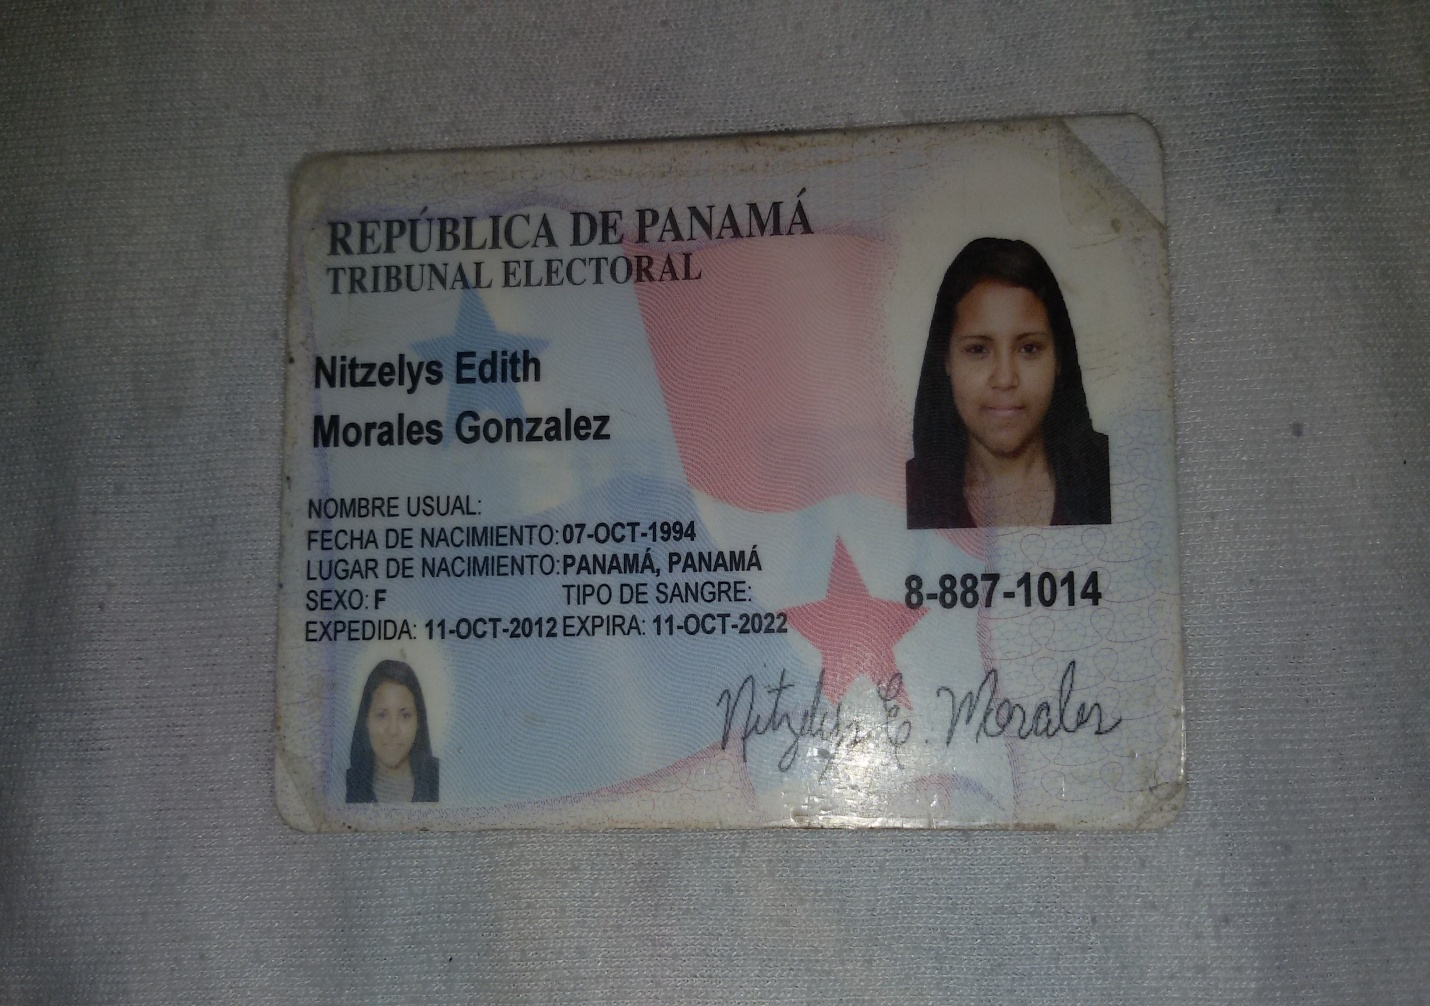 REPÚBLICA DE PANAMÁ
TRIBUNAL ELECTORAL
Nitzelys Edith
Morales Gonzalez
NOMBRE USUAL:
FECHA DE NACIMIENTO: 07-OCT-1994
LUGAR DE NACIMIENTO: PANAMÁ, PANAMÁ
SEXO: F TIPO DE SANGRE:
EXPEDIDA: 11-OCT-2012 EXPIRA: 11-OCT-2022
8-887-1014
Nitzelys E. Morales